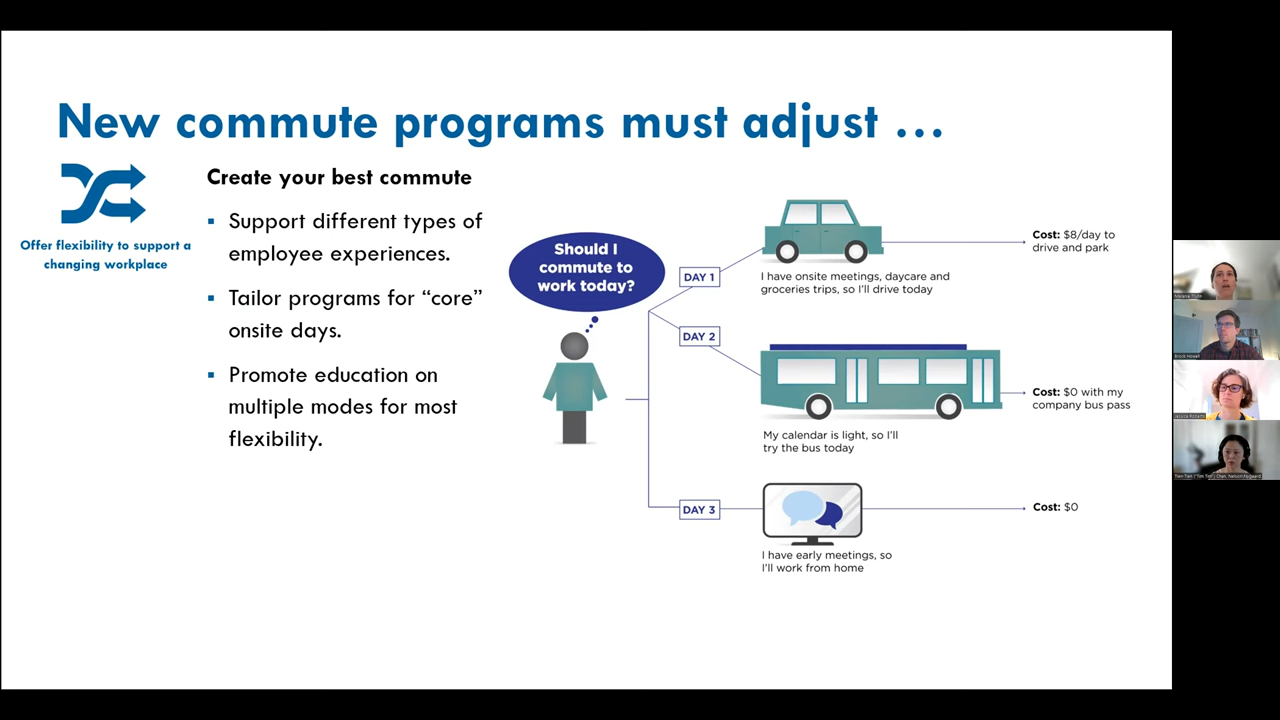 New commute programs must adjust …
Offer flexibility to support a
changing workplace
Create your best commute
▪ Support different types of
employee experiences.
▪ Tailor programs for “core”
onsite days.
▪ Promote education on
multiple modes for most
flexibility.
Should I
commute to
work today?
DAY 1
I have onsite meetings, daycare and
groceries trips, so I’ll drive today
Cost: $8/day to
drive and park
DAY 2
My calendar is light, so I’ll
try the bus today
Cost: $0 with my
company bus pass
DAY 3
I have early meetings, so
I’ll work from home
Cost: $0
Brock Howell
Jessica Roberts